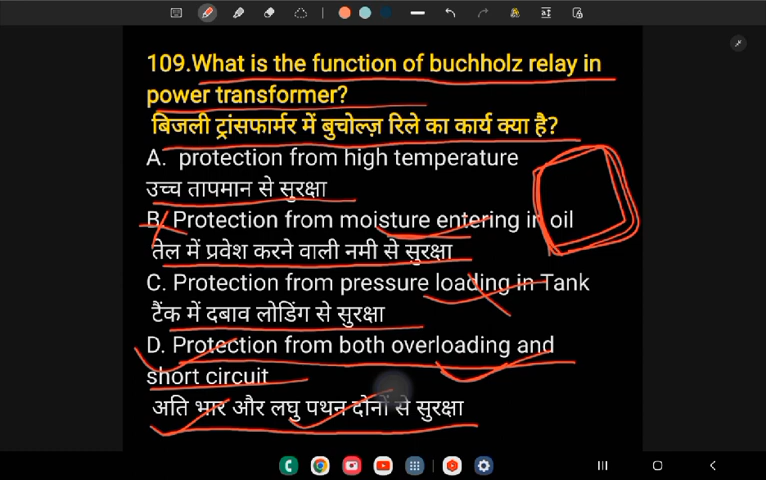 109.What is the function of buchholz relay in
power transformer?
बिजली ट्रांसफार्मर में बुचोल्ज़ रिले का कार्य क्या है?
A. protection from high temperature
उच्च तापमान से सुरक्षा
B. Protection from moisture entering in oil
तेल में प्रवेश करने वाली नमी से सुरक्षा
C. Protection from pressure loading in Tank
टैंक में दबाव लोडिंग से सुरक्षा
D. Protection from both overloading and
short circuit
अति भार और लघु पथन दोनों से सुरक्षा